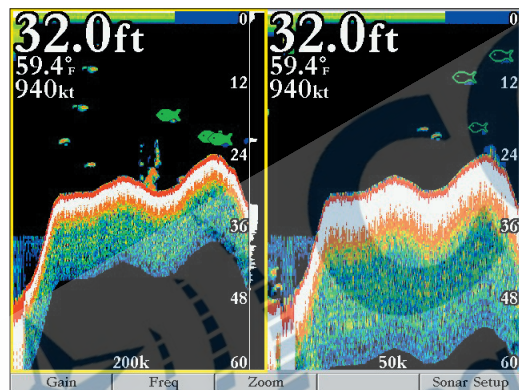 32.0ft
59.4°F
940kt
0
12
24
36
48
200k
60
32.0ft
59.4°F
940kt
0
12
24
36
48
50k
60
Gain
Freq
Zoom
Sonar Setup